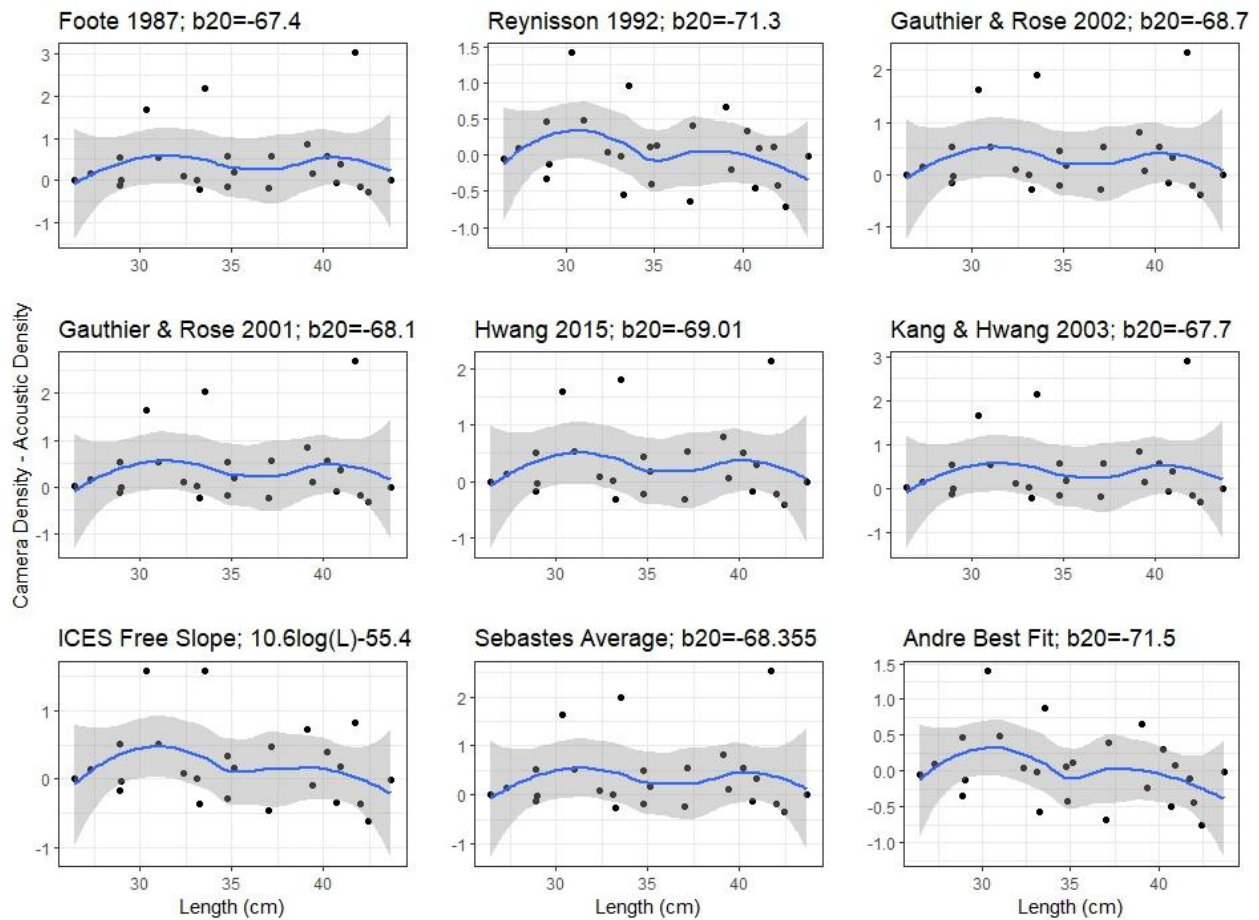 Foote 1987; b20=-67.4
3
2
1
0
-1
30 35 40
Reynisson 1992; b20=-71.3
1.5
1.0
0.5
0.0
-0.5
-1.0
30 35 40
Gauthier & Rose 2002; b20=-68.7
2
1
0
-1
30 35 40
Camera Density - Acoustic Density
Gauthier & Rose 2001; b20=-68.1
2
1
0
-1
30 35 40
Hwang 2015; b20=-69.01
2
1
0
-1
30 35 40
Kang & Hwang 2003; b20=-67.7
3
2
1
0
-1
30 35 40
ICES Free Slope; 10.6log(L)-55.4
1
0
-1
30 35 40
Length (cm)
Sebastes Average; b20=-68.355
2
1
0
-1
30 35 40
Length (cm)
Andre Best Fit; b20=-71.5
1.5
1.0
0.5
0.0
-0.5
-1.0
30 35 40
Length (cm)